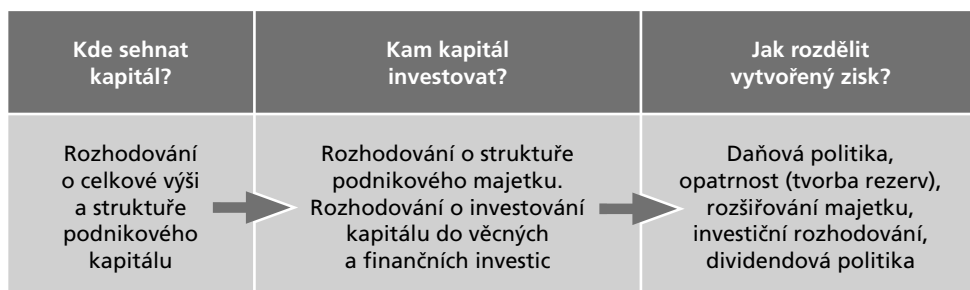 Kde sehnat
kapitál?
Kam kapitál
investovat?
Jak rozdělit
vytvořený zisk?
Rozhodování
o celkové výši
a struktuře
podnikového
kapitálu
Rozhodování o struktuře
podnikového majetku.
Rozhodování o investování
kapitálu do věcných
a finančních investic
Daňová politika,
opatrnost (tvorba rezerv),
rozšiřování majetku,
investiční rozhodování,
dividendová politika